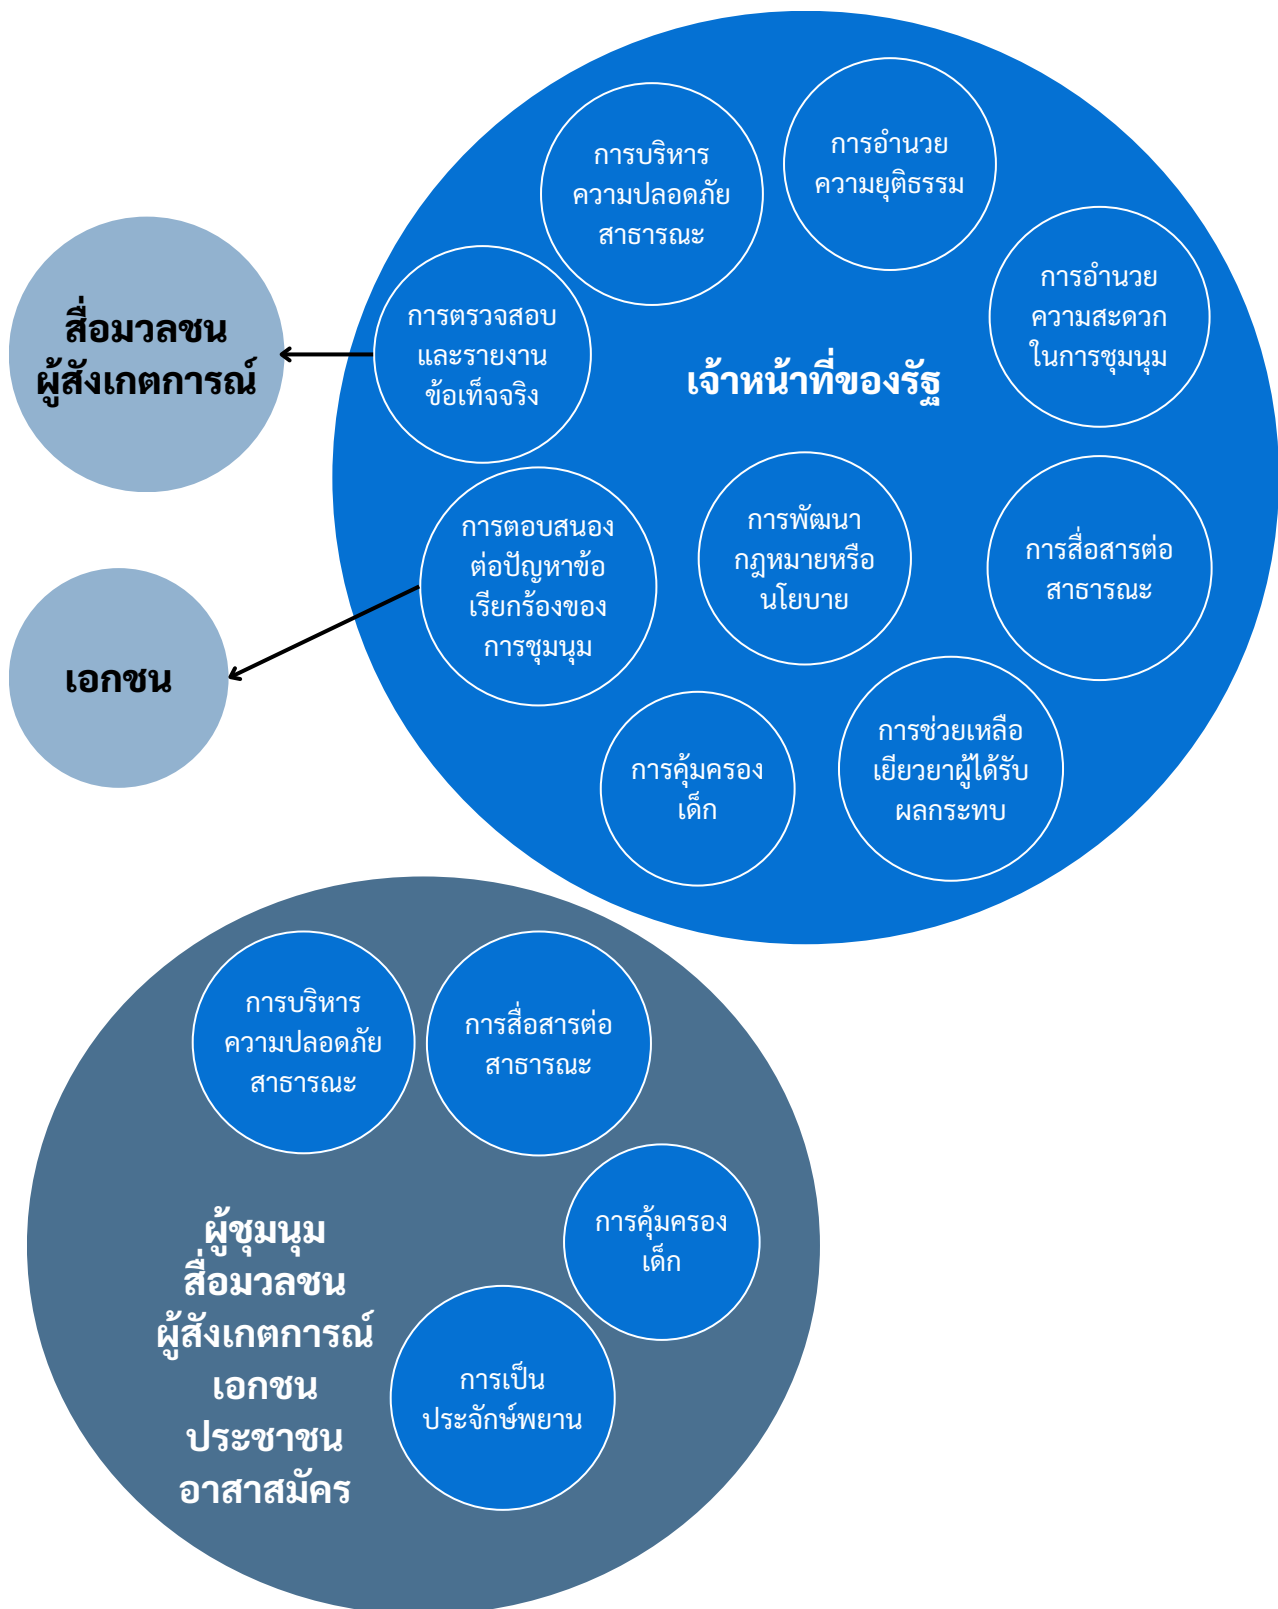 การบริหาร
ความปลอดภัย
สาธารณะ
การอำนวย
ความยุติธรรม
การอำนวย
ความสะดวก
ในการชุมนุม
สื่อมวลชน
ผู้สังเกตการณ์
การตรวจสอบ
และรายงาน
ข้อเท็จจริง
เจ้าหน้าที่ของรัฐ
การตอบสนอง
ต่อปัญหาข้อ
เรียกร้องของ
การชุมนุม
การพัฒนา
กฎหมายหรือ
นโยบาย
การสื่อสารต่อ
สาธารณะ
เอกชน
การคุ้มครอง
เด็ก
การช่วยเหลือ
เยียวยาผู้ได้รับ
ผลกระทบ
การบริหาร
ความปลอดภัย
สาธารณะ
การสื่อสารต่อ
สาธารณะ
การคุ้มครอง
เด็ก
ผู้ชุมนุม
สื่อมวลชน
ผู้สังเกตการณ์
เอกชน
ประชาชน
อาสาสมัคร
การเป็น
ประจักษ์พยาน